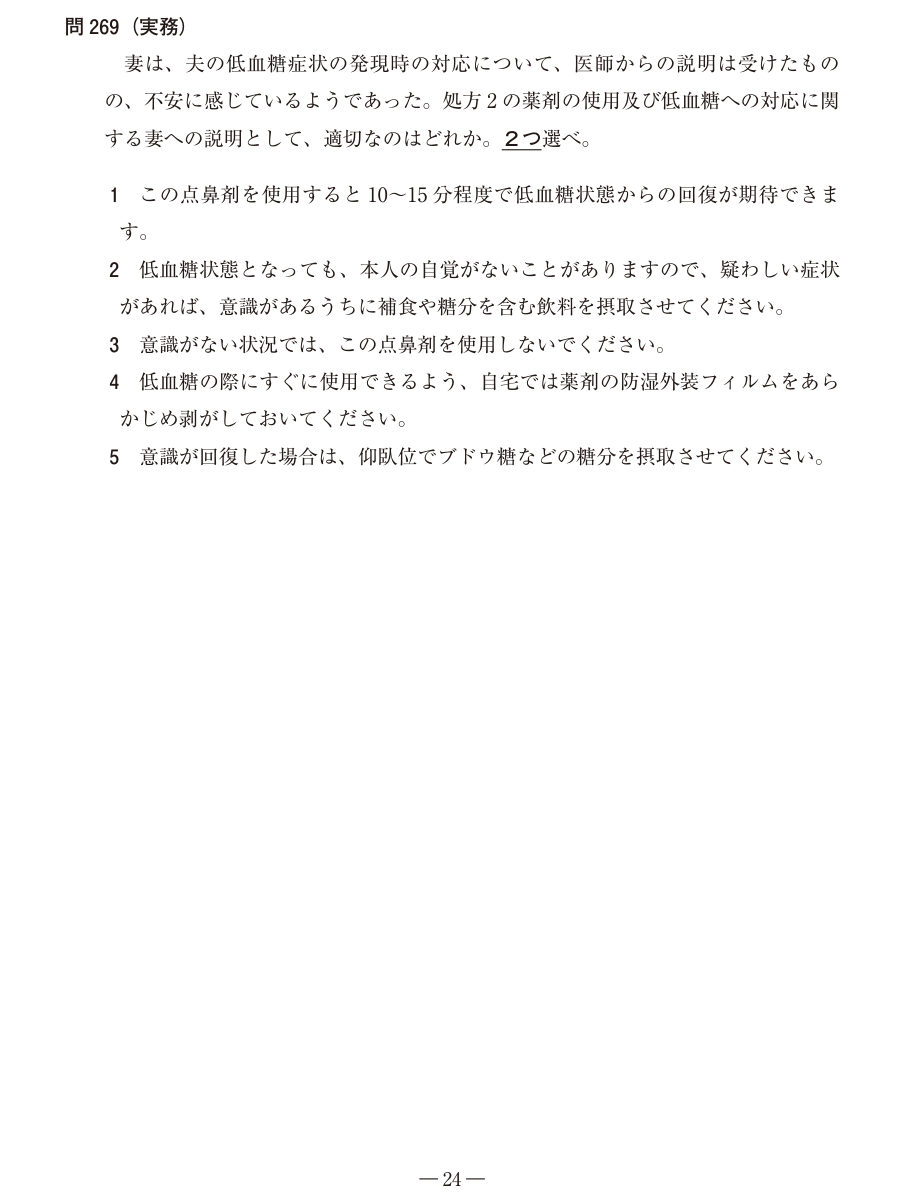 問 269（実務）
妻は、夫の低血糖症状の発現時の対応について、医師からの説明は受けたもの
の、不安に感じているようであった。処方２の薬剤の使用及び低血糖への対応に関
する妻への説明として、適切なのはどれか。２つ選べ。
1　この点鼻剤を使用すると 10～15 分程度で低血糖状態からの回復が期待できま
す。
2　低血糖状態となっても、本人の自覚がないことがありますので、疑わしい症状
があれば、意識があるうちに補食や糖分を含む飲料を摂取させてください。
3　意識がない状況では、この点鼻剤を使用しないでください。
4　低血糖の際にすぐに使用できるよう、自宅では薬剤の防湿外装フィルムをあら
かじめ剥がしておいてください。
5　意識が回復した場合は、仰臥位でブドウ糖などの糖分を摂取させてください。
― 24 ―